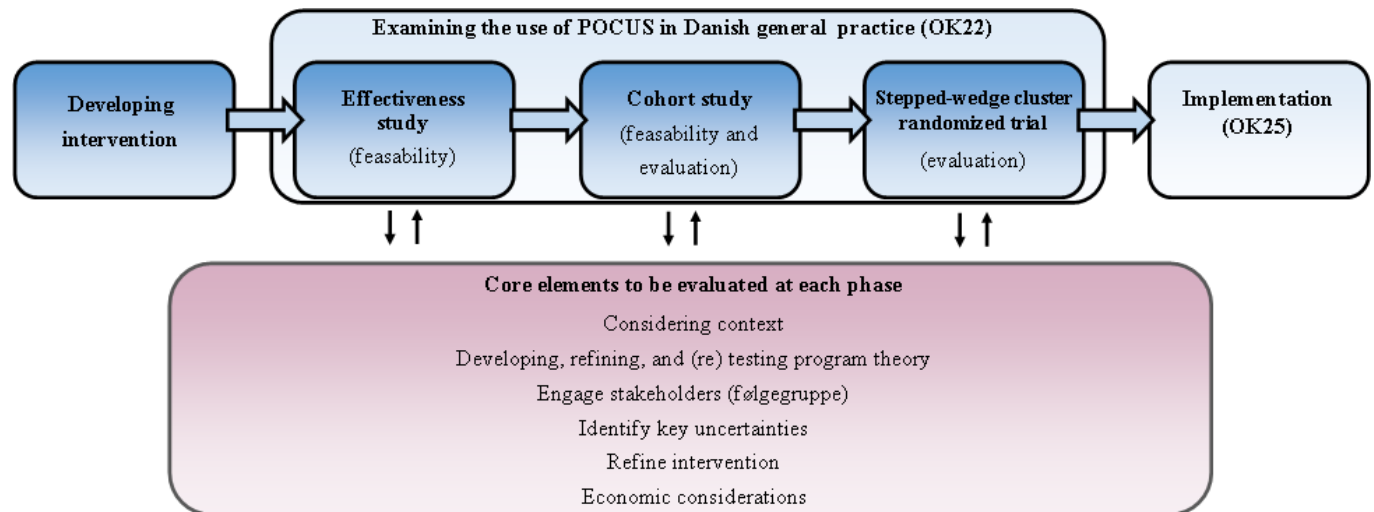 Examining the use of POCUS in Danish general practice (OK22)
Developing
intervention
Effectiveness
study
(feasability)
Cohort study
(feasability and
evaluation)
Stepped-wedge cluster
randomized trial
(evaluation)
Implementation
(OK25)
Core elements to be evaluated at each phase
Considering context
Developing, refining, and (re) testing program theory
Engage stakeholders (følgegruppe)
Identify key uncertainties
Refine intervention
Economic considerations